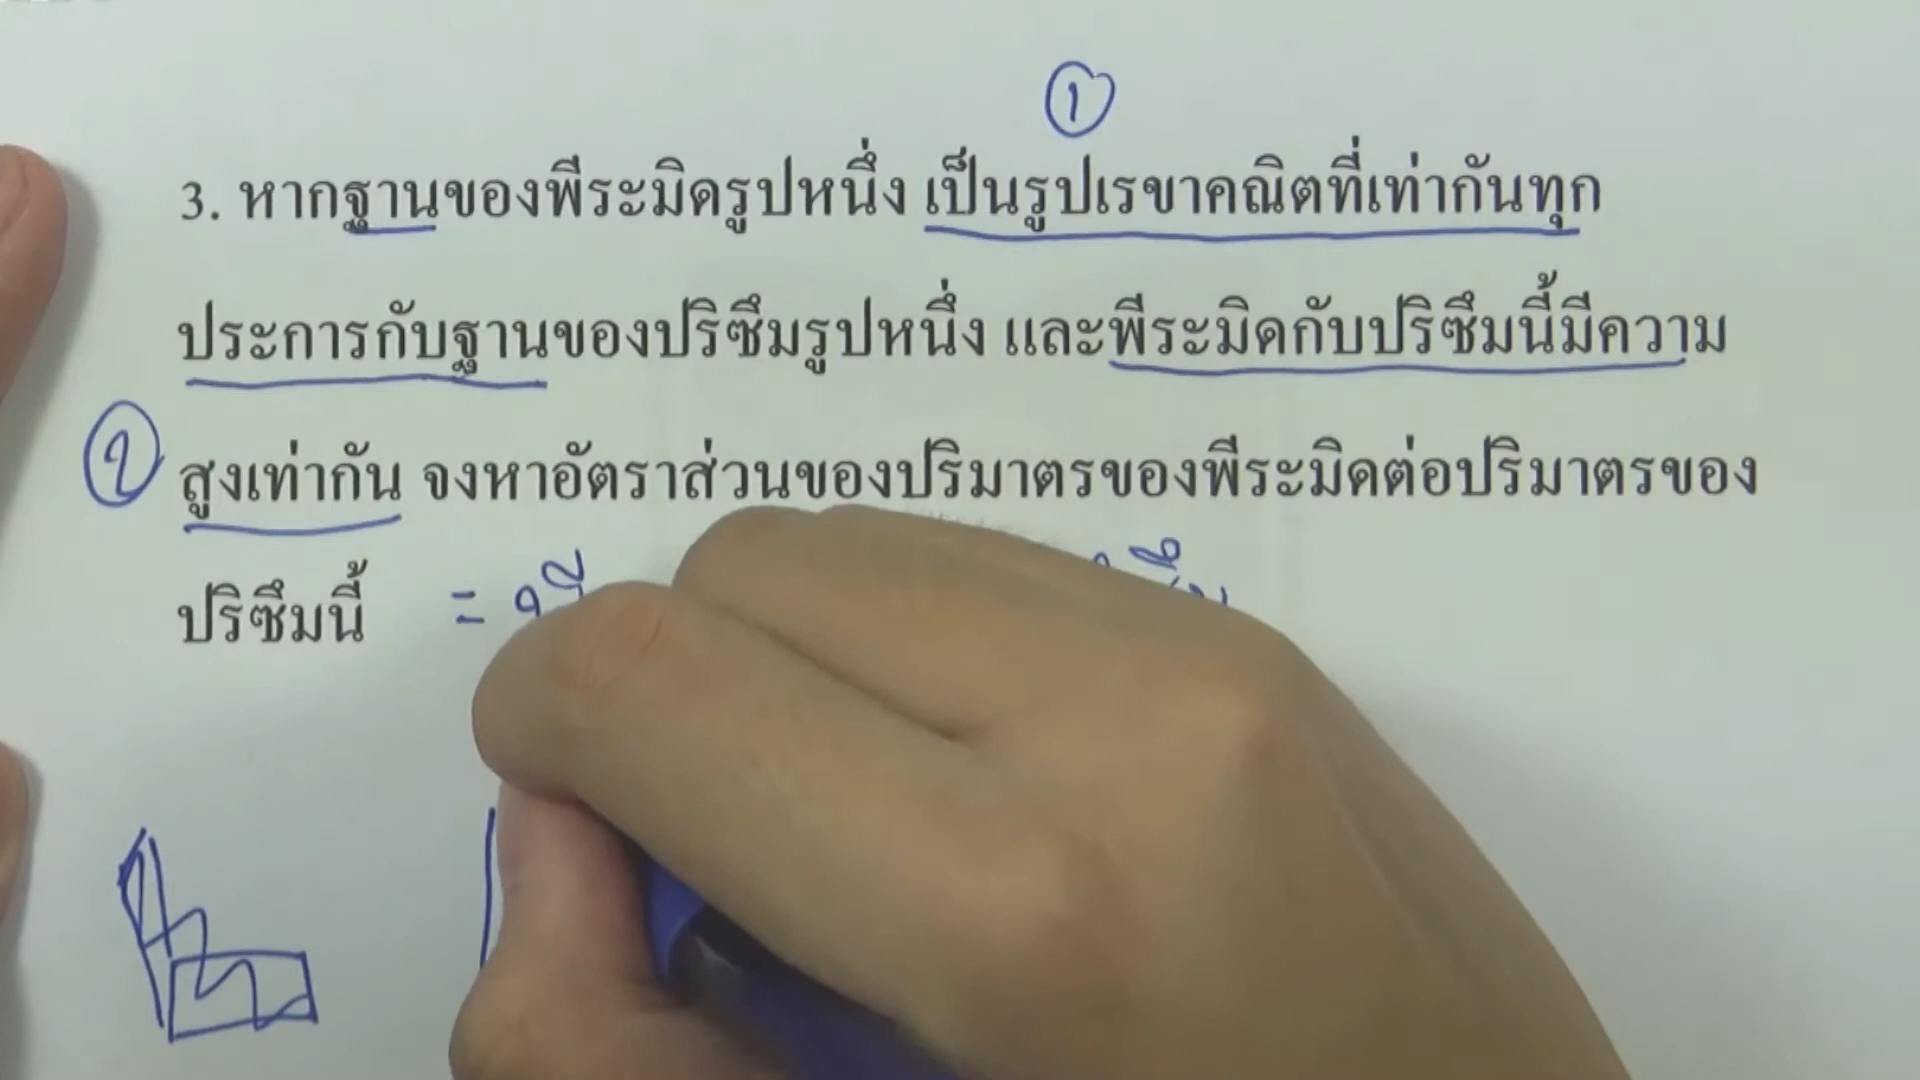 ①
3. หากฐานของพีระมิดรูปหนึ่ง เป็นรูปเรขาคณิตที่เท่ากันทุก
ประการกับฐานของปริซึมรูปหนึ่ง และพีระมิดกับปริซึมนี้มีความ
สูงเท่ากัน จงหาอัตราส่วนของปริมาตรของพีระมิดต่อปริมาตรของ
ปริซึมนี้ =